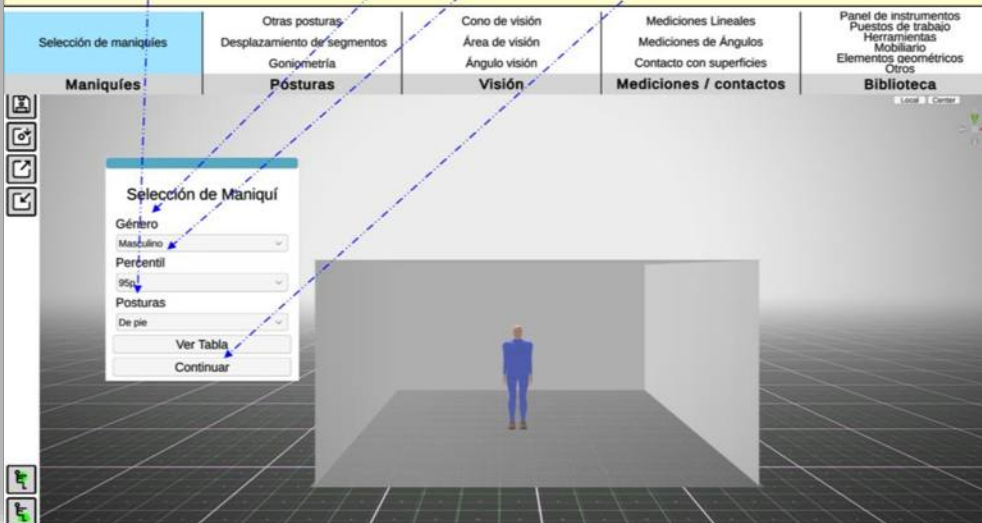 Selección de maniquíes
Otras posturas
Desplazamiento de segmentos
Goniometría
Cono de visión
Área de visión
Ángulo visión
Mediciones Lineales
Mediciones de Ángulos
Contacto con superficies
Panel de instrumentos
Puestos de trabajo
Herramientas
Mobiliario
Elementos geométricos
Otros
Maniquíes
Posturas
Visión
Mediciones / contactos
Biblioteca
Local
Center
Selección de Maniquí
Género
Masculino
Percentil
95p
Posturas
De pie
Ver Tabla
Continuar